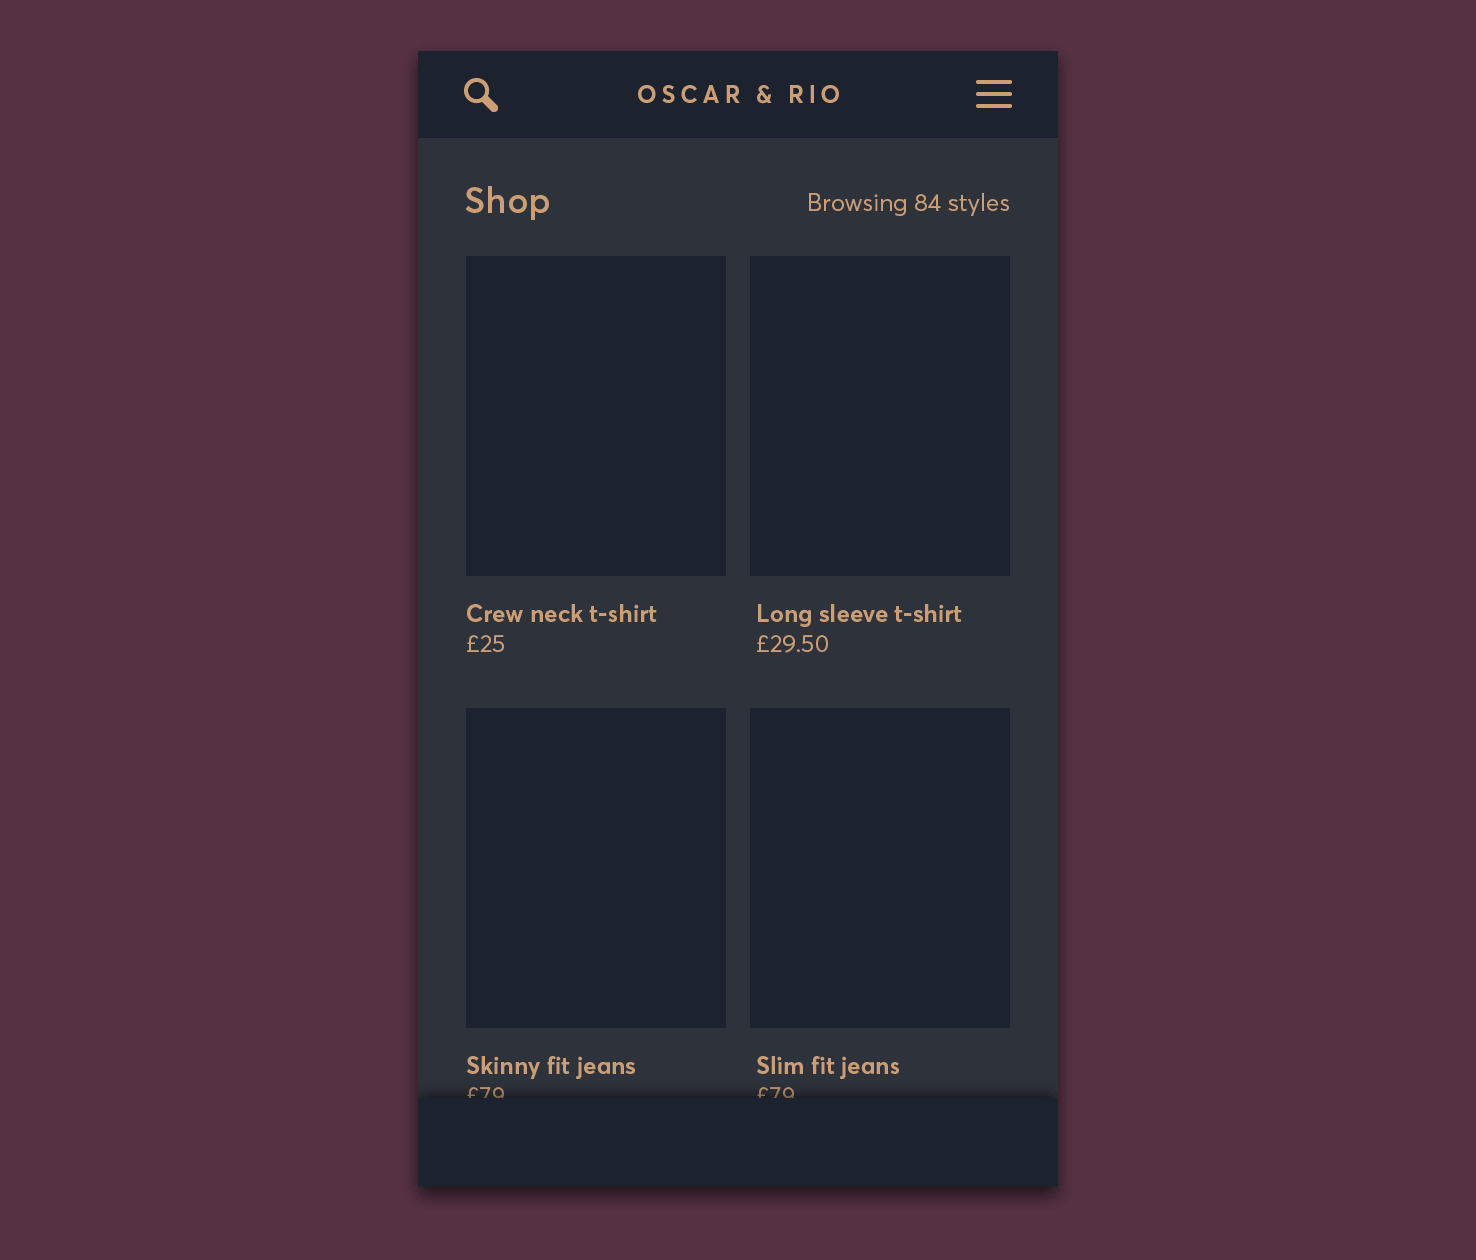 OSCAR & RIO
Shop
Browsing 84 styles
Crew neck t-shirt
£25
Long sleeve t-shirt
£29.50
Skinny fit jeans
£79
Slim fit jeans
£79